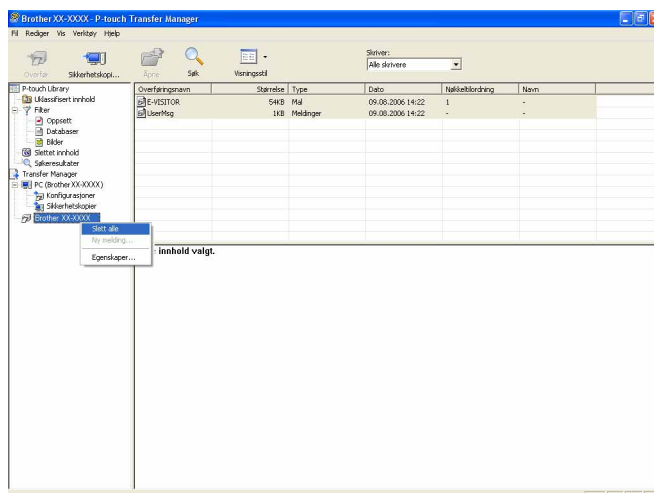 Brother XX-XXXX - P-touch Transfer Manager
Fil Rediger Vis Verktøy Hjelp
Overfør Sikkerhetskopi... Åpne Søk Visningsstil
Skriver:
Alle skrivere
P-touch Library
Uklassifisert innhold
Filter
Oppsett
Databaser
Bilder
Slettet innhold
Søkeresultater
Transfer Manager
PC (Brother XX-XXXX)
Konfigurasjoner
Sikkerhetskopier
Brother XX-XXXX
Slett alle
Ny melding...
Egenskaper...
Overføringsnavn Størrelse Type Dato Nøkkeltilordning Navn
E-VISITOR 54KB Mal 09.08.2006 14:22 1 -
UserMsg 1KB Meldinger 09.08.2006 14:22 - -
innhold valgt.